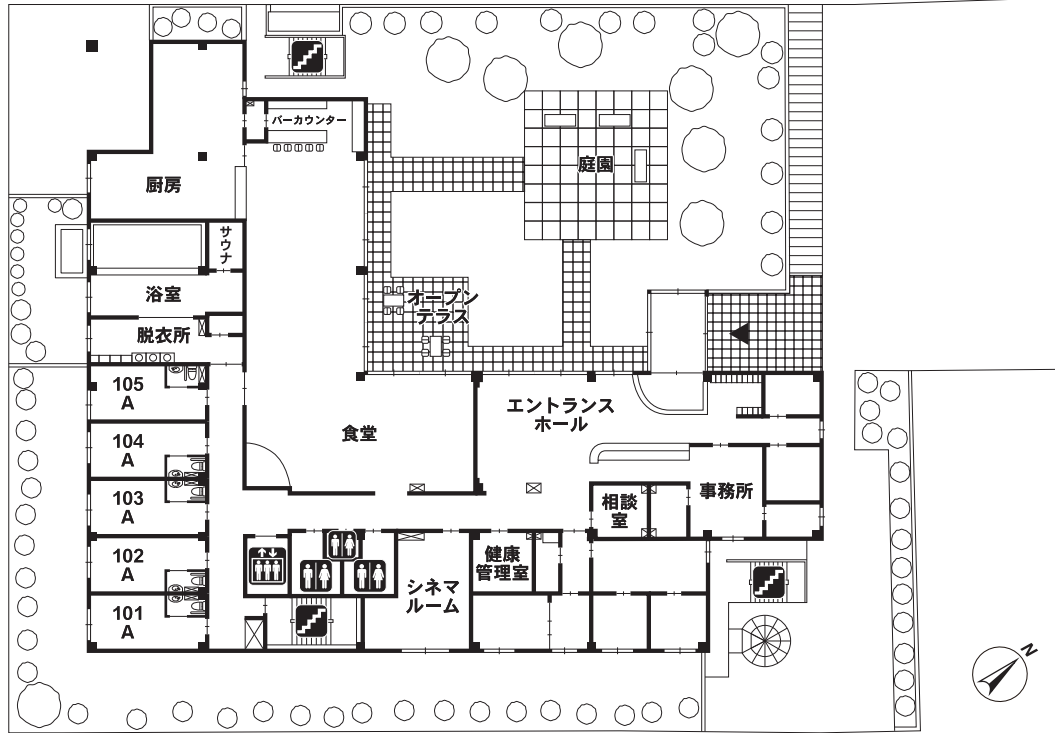 バーカウンター
庭園
厨房
サウナ
浴室
オープン
テラス
脱衣所
105
A
エントランス
ホール
食堂
104
A
103
A
事務所
相談
室
102
A
健康
管理室
シネマ
ルーム
101
A
N